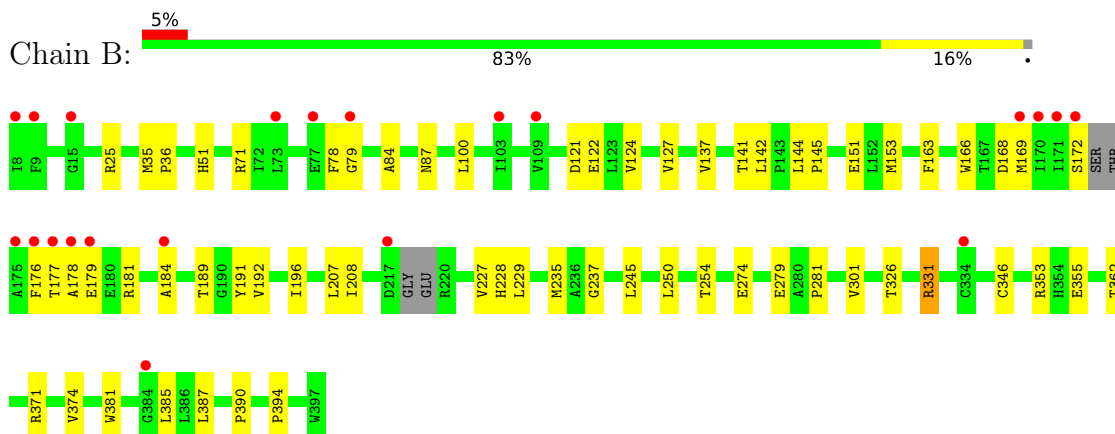 5%
Chain B:
83% 16% •
I8 F9 G15 R25 M35 P36 H51 R71 I72 L73 E77 F78 G79 A84 N87 L100 I103 V109 D121 E122 L123 V124 V127 V137 T141 L142 P143 L144 P145 E151 L152 M153 F163 W166 T167 D168 M169 I170 I171 S172 SER THR
A175 F176 T177 A178 E179 E180 R181 A184 T189 G190 Y191 V192 I196 L207 I208 D217 GLY GLU R220 V227 H228 L229 M235 A236 G237 L245 L250 T254 E274 E279 A280 P281 V301 T326 R331 C334 C346 R353 H354 E355 T362
R371 V374 W381 G384 L385 L386 L387 P390 P394 W397